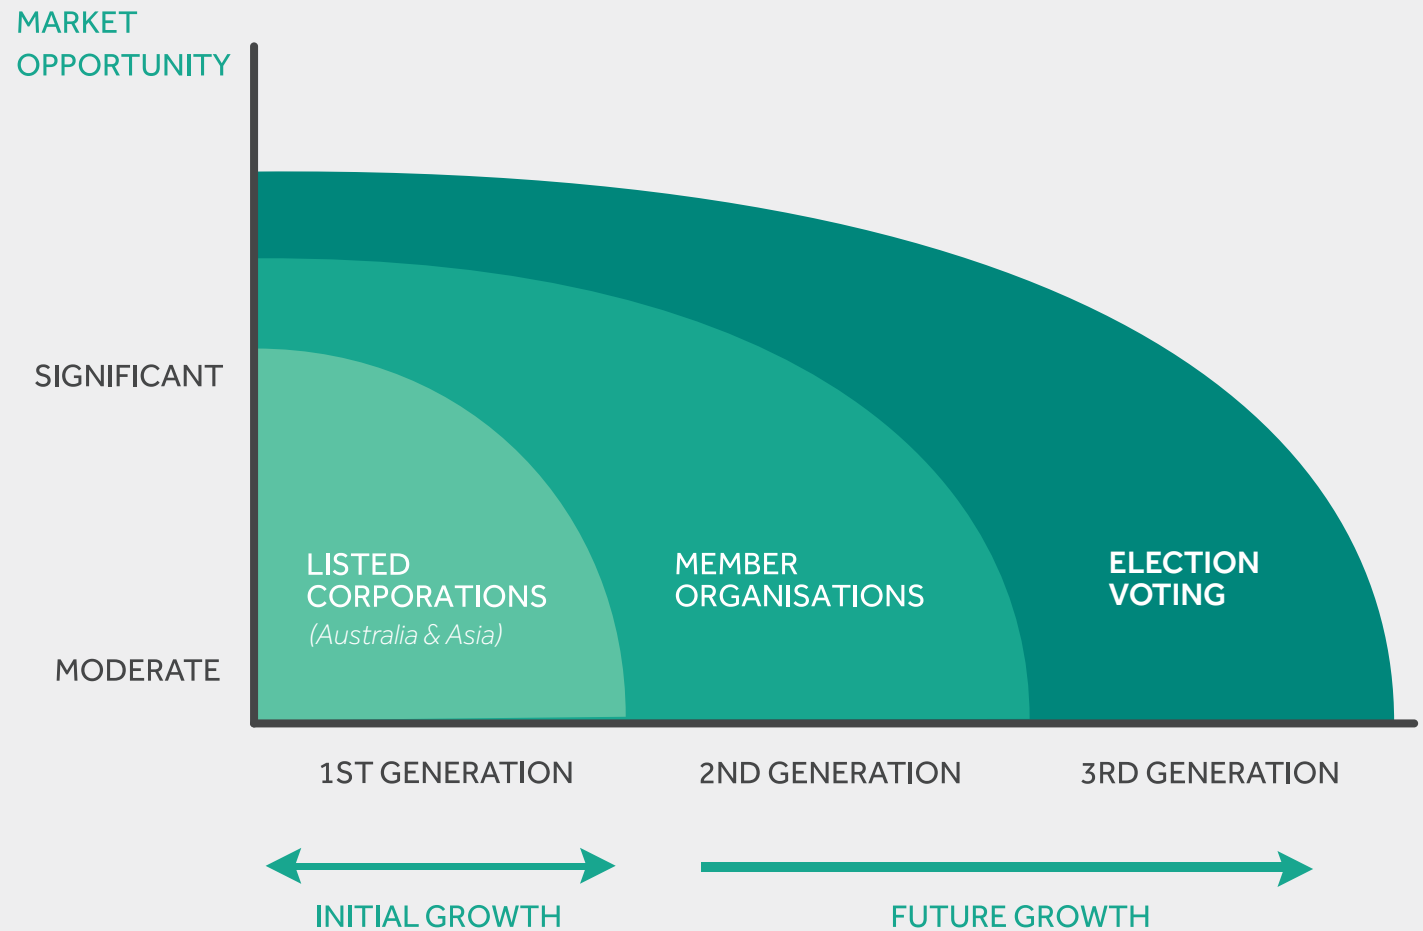 MARKET
OPPORTUNITY
SIGNIFICANT
MODERATE
LISTED
CORPORATIONS
(Australia & Asia)
MEMBER
ORGANISATIONS
ELECTION
VOTING
1ST GENERATION
2ND GENERATION
3RD GENERATION
INITIAL GROWTH
FUTURE GROWTH